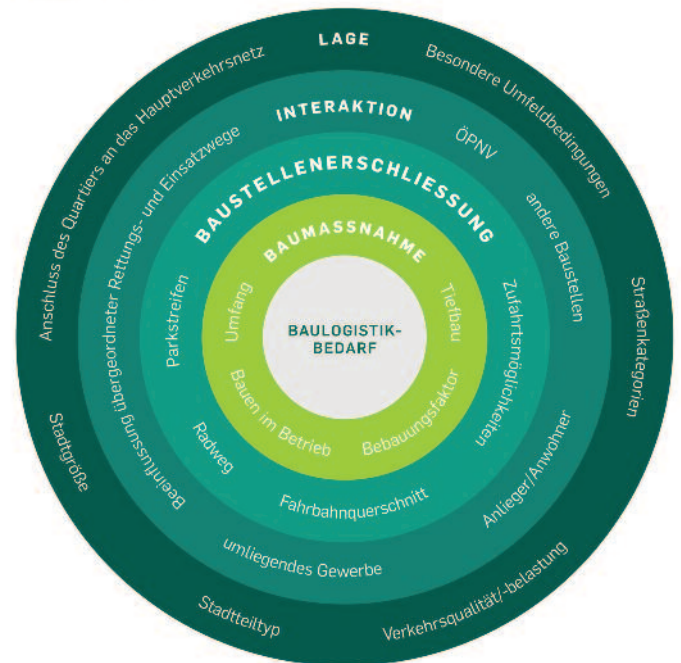 LAGE
Besondere Umfeldbedingungen
Straßenkategorien
Verkehrsqualität/-belastung
Stadtteiltyp
Stadtgröße
Anschluss des Quartiers an das Hauptverkehrsnetz
INTERAKTION
ÖPNV
andere Baustellen
Anlieger/Anwohner
umliegendes Gewerbe
Beeinflussung übergeordneter Rettungs- und Einsatzwege
BAUSTELLENERSCHLIESSUNG
Zufahrtsmöglichkeiten
Fahrbahnquerschnitt
Radweg
Parkstreifen
BAUMASSNAHME
Tiefbau
Bebauungsfaktor
Bauen im Betrieb
Umfang
BAULOGISTIK-
BEDARF